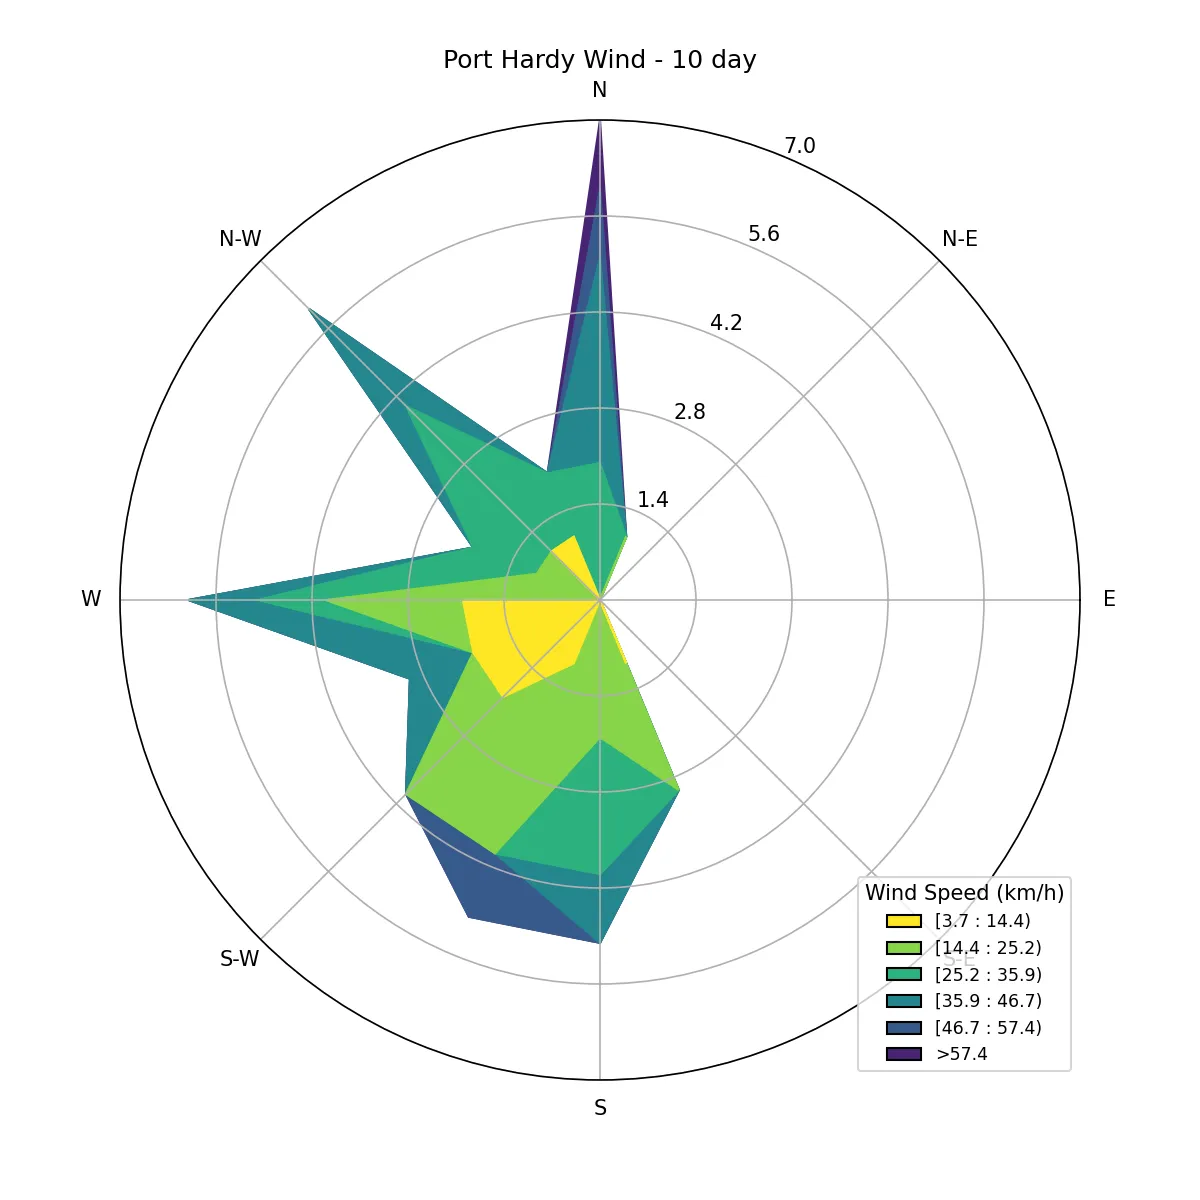 Port Hardy Wind - 10 day
N
7.0
N-W
N-E
5.6
4.2
2.8
1.4
W
E
S-W
S-E
S
Wind Speed (km/h)
[3.7 : 14.4)
[14.4 : 25.2)
[25.2 : 35.9)
[35.9 : 46.7)
[46.7 : 57.4)
>57.4